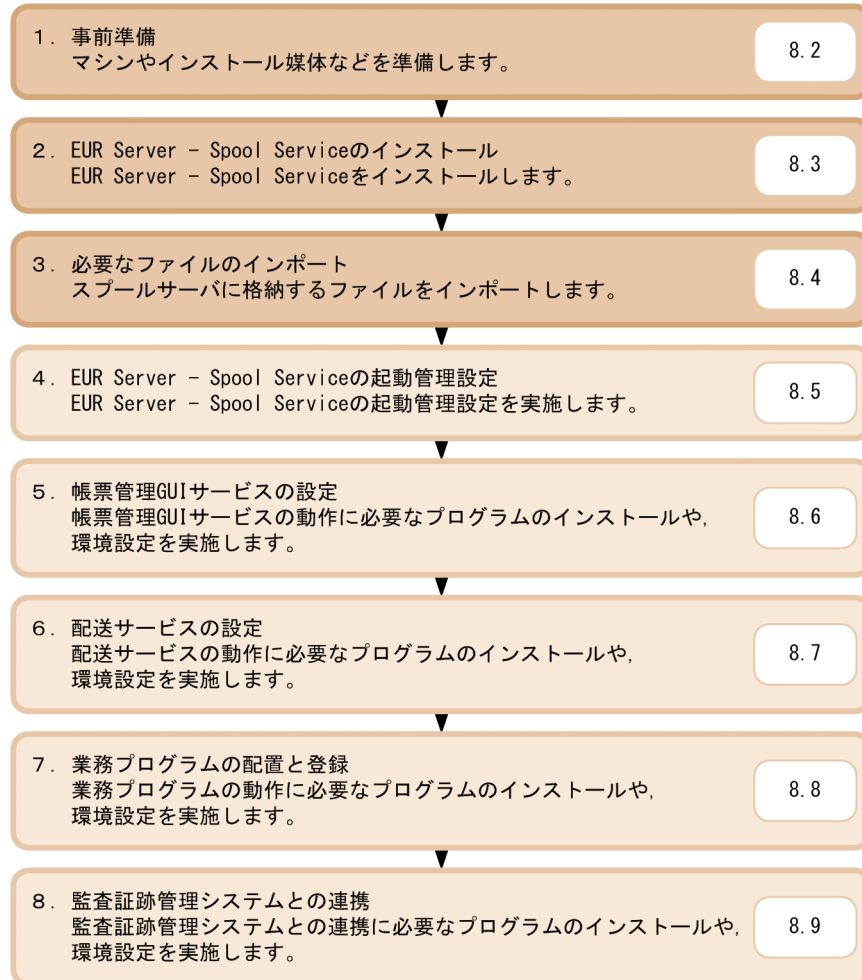 1. 事前準備
マシンやインストール媒体などを準備します。
8.2
2. EUR Server - Spool Serviceのインストール
EUR Server - Spool Serviceをインストールします。
8.3
3. 必要なファイルのインポート
スプールサーバに格納するファイルをインポートします。
8.4
4. EUR Server - Spool Serviceの起動管理設定
EUR Server - Spool Serviceの起動管理設定を実施します。
8.5
5. 帳票管理GUIサービスの設定
帳票管理GUIサービスの動作に必要なプログラムのインストールや,
環境設定を実施します。
8.6
6. 配送サービスの設定
配送サービスの動作に必要なプログラムのインストールや,
環境設定を実施します。
8.7
7. 業務プログラムの配置と登録
業務プログラムの動作に必要なプログラムのインストールや,
環境設定を実施します。
8.8
8. 監査証跡管理システムとの連携
監査証跡管理システムとの連携に必要なプログラムのインストールや,
環境設定を実施します。
8.9